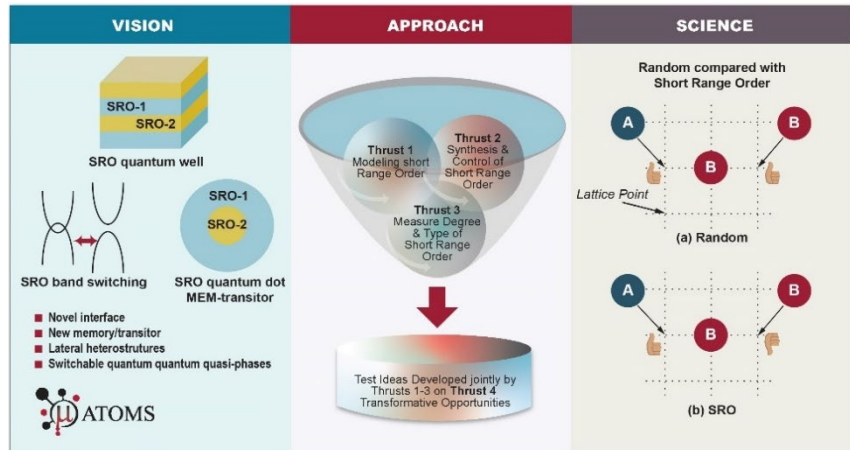 VISION
SRO-1
SRO-2
SRO quantum well
SRO-1
SRO-2
SRO band switching
SRO quantum dot
MEM-transitor
Novel interface
New memory/transitor
Lateral heterostrutures
Switchable quantum quantum quasi-phases
μ ATOMS
APPROACH
Thrust 1
Modeling short
Range Order
Thrust 2
Synthesis &
Control of
Short Range
Order
Thrust 3
Measure Degree
& Type of
Short Range
Order
Test Ideas Developed jointly by
Thrusts 1-3 on Thrust 4
Transformative Opportunities
SCIENCE
Random compared with
Short Range Order
A
B
B
Lattice Point
(a) Random
A
B
B
(b) SRO